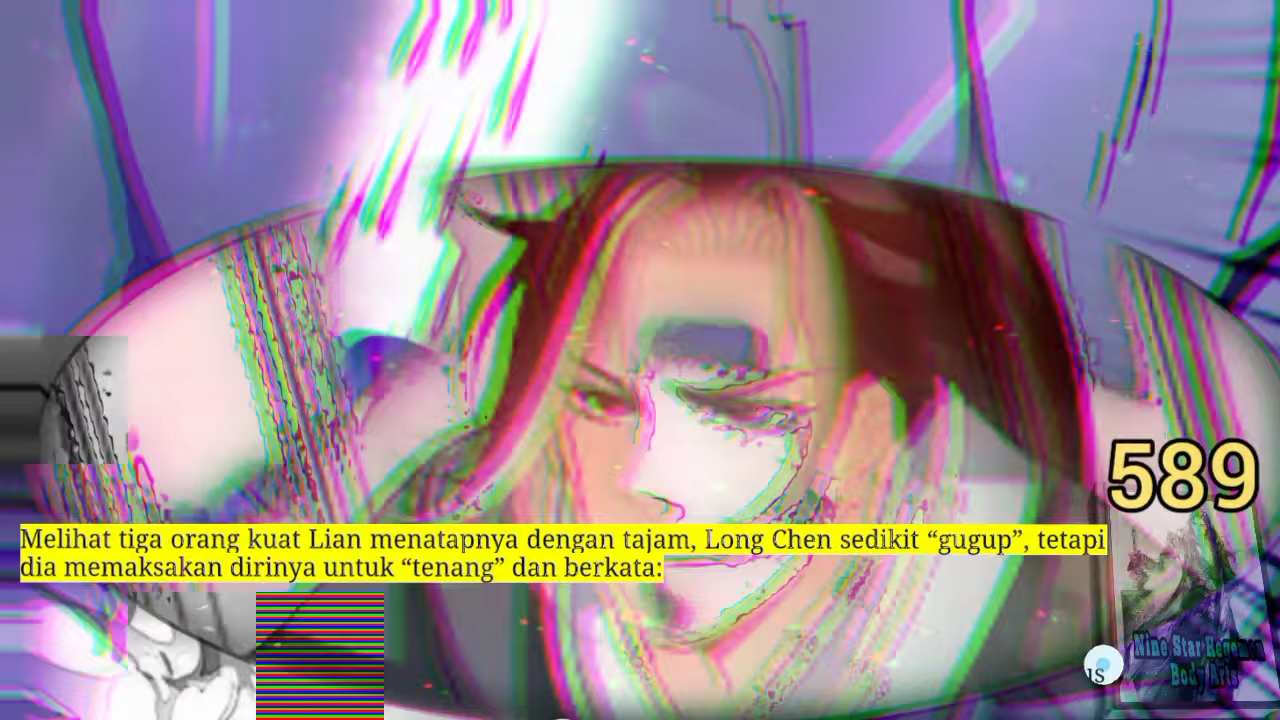 589
Melihat tiga orang kuat Lian menatapnya dengan tajam, Long Chen sedikit “gugup”, tetapi
dia memaksakan dirinya untuk “tenang” dan berkata:
Nine Star Hegemon
Body Arts